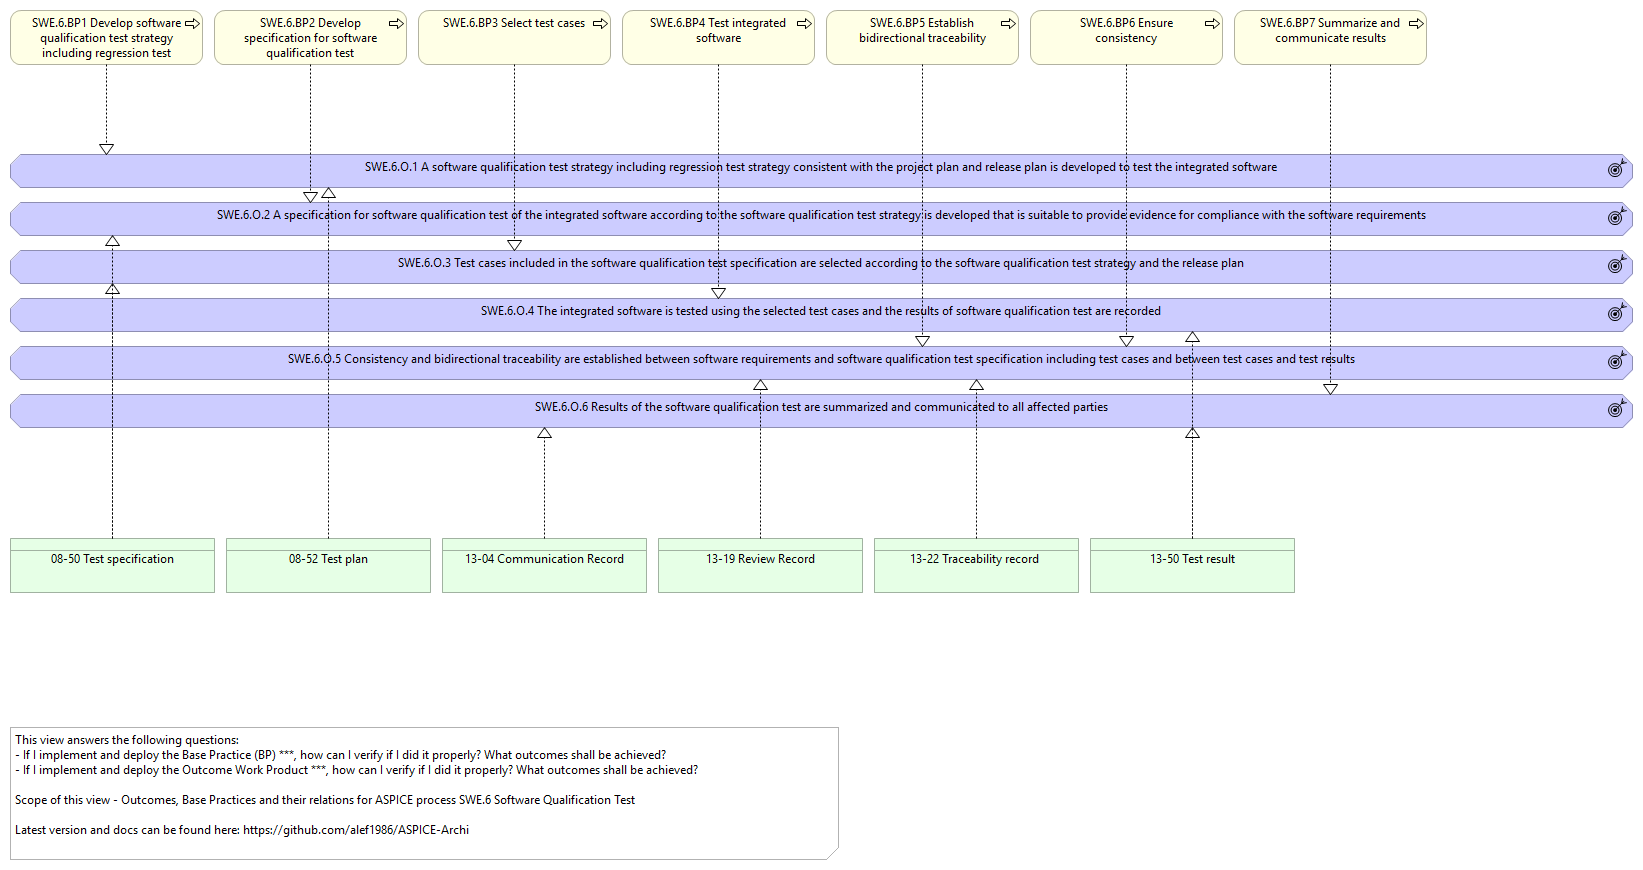 SWE.6.BP1 Develop software
qualification test strategy
including regression test
SWE.6.BP2 Develop
specification for software
qualification test
SWE.6.BP3 Select test cases
SWE.6.BP4 Test integrated
software
SWE.6.BP5 Establish
bidirectional traceability
SWE.6.BP6 Ensure
consistency
SWE.6.BP7 Summarize and
communicate results
SWE.6.O.1 A software qualification test strategy including regression test strategy consistent with the project plan and release plan is developed to test the integrated software
SWE.6.O.2 A specification for software qualification test of the integrated software according to the software qualification test strategy is developed that is suitable to provide evidence for compliance with the software requirements
SWE.6.O.3 Test cases included in the software qualification test specification are selected according to the software qualification test strategy and the release plan
SWE.6.O.4 The integrated software is tested using the selected test cases and the results of software qualification test are recorded
SWE.6.O.5 Consistency and bidirectional traceability are established between software requirements and software qualification test specification including test cases and between test cases and test results
SWE.6.O.6 Results of the software qualification test are summarized and communicated to all affected parties
08-50 Test specification
08-52 Test plan
13-04 Communication Record
13-19 Review Record
13-22 Traceability record
13-50 Test result
This view answers the following questions:
- If I implement and deploy the Base Practice (BP) ***, how can I verify if I did it properly? What outcomes shall be achieved?
- If I implement and deploy the Outcome Work Product ***, how can I verify if I did it properly? What outcomes shall be achieved?
Scope of this view - Outcomes, Base Practices and their relations for ASPICE process SWE.6 Software Qualification Test
Latest version and docs can be found here: https://github.com/alef1986/ASPICE-Archi